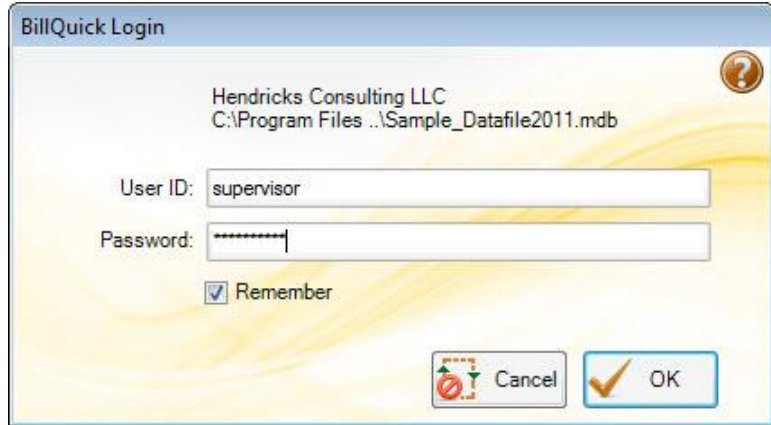 BillQuick Login
?
Hendricks Consulting LLC
C:\Program Files ..\Sample_Datafile2011.mdb
User ID: supervisor
Password: **********
Remember
Cancel OK